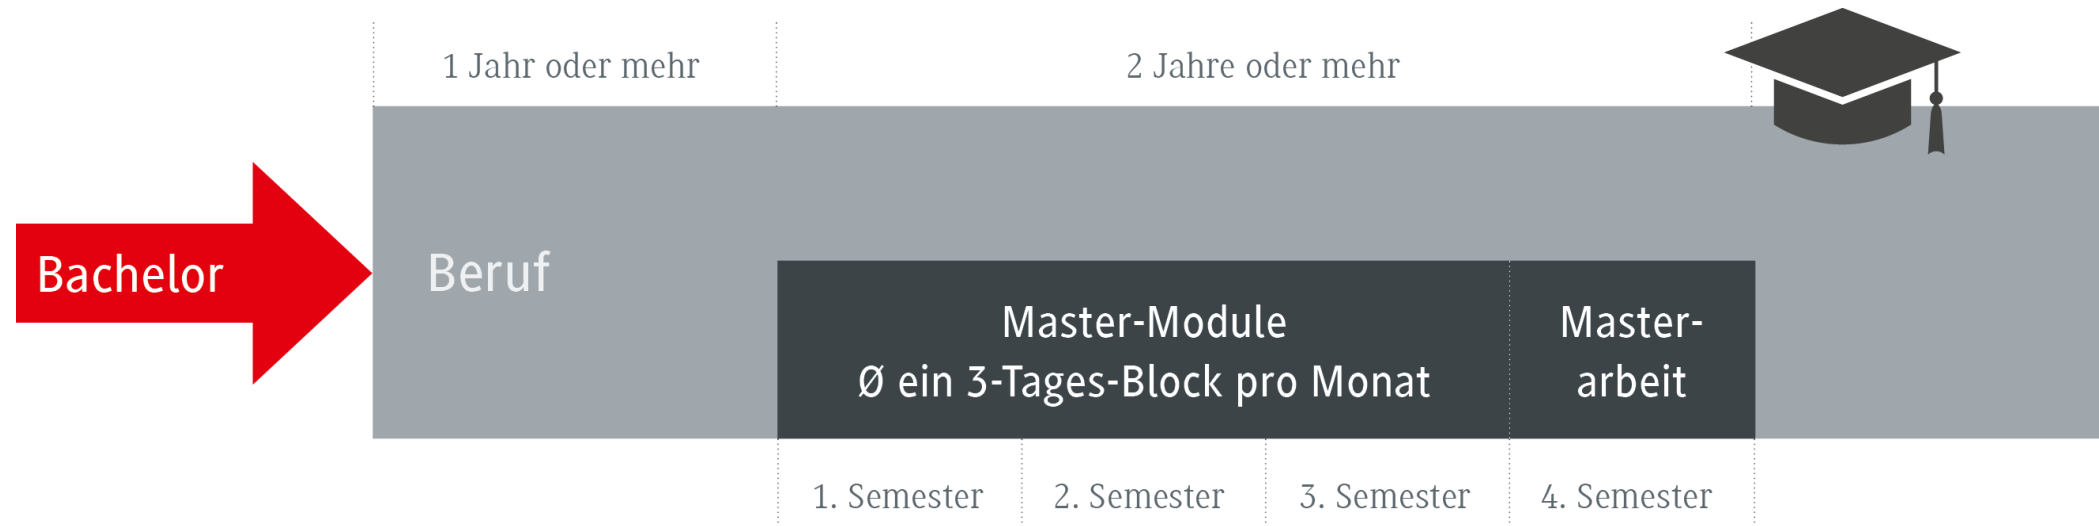 1 Jahr oder mehr
2 Jahre oder mehr
Bachelor
Beruf
Master-Module
Ø ein 3-Tages-Block pro Monat
Master-
arbeit
1. Semester
2. Semester
3. Semester
4. Semester